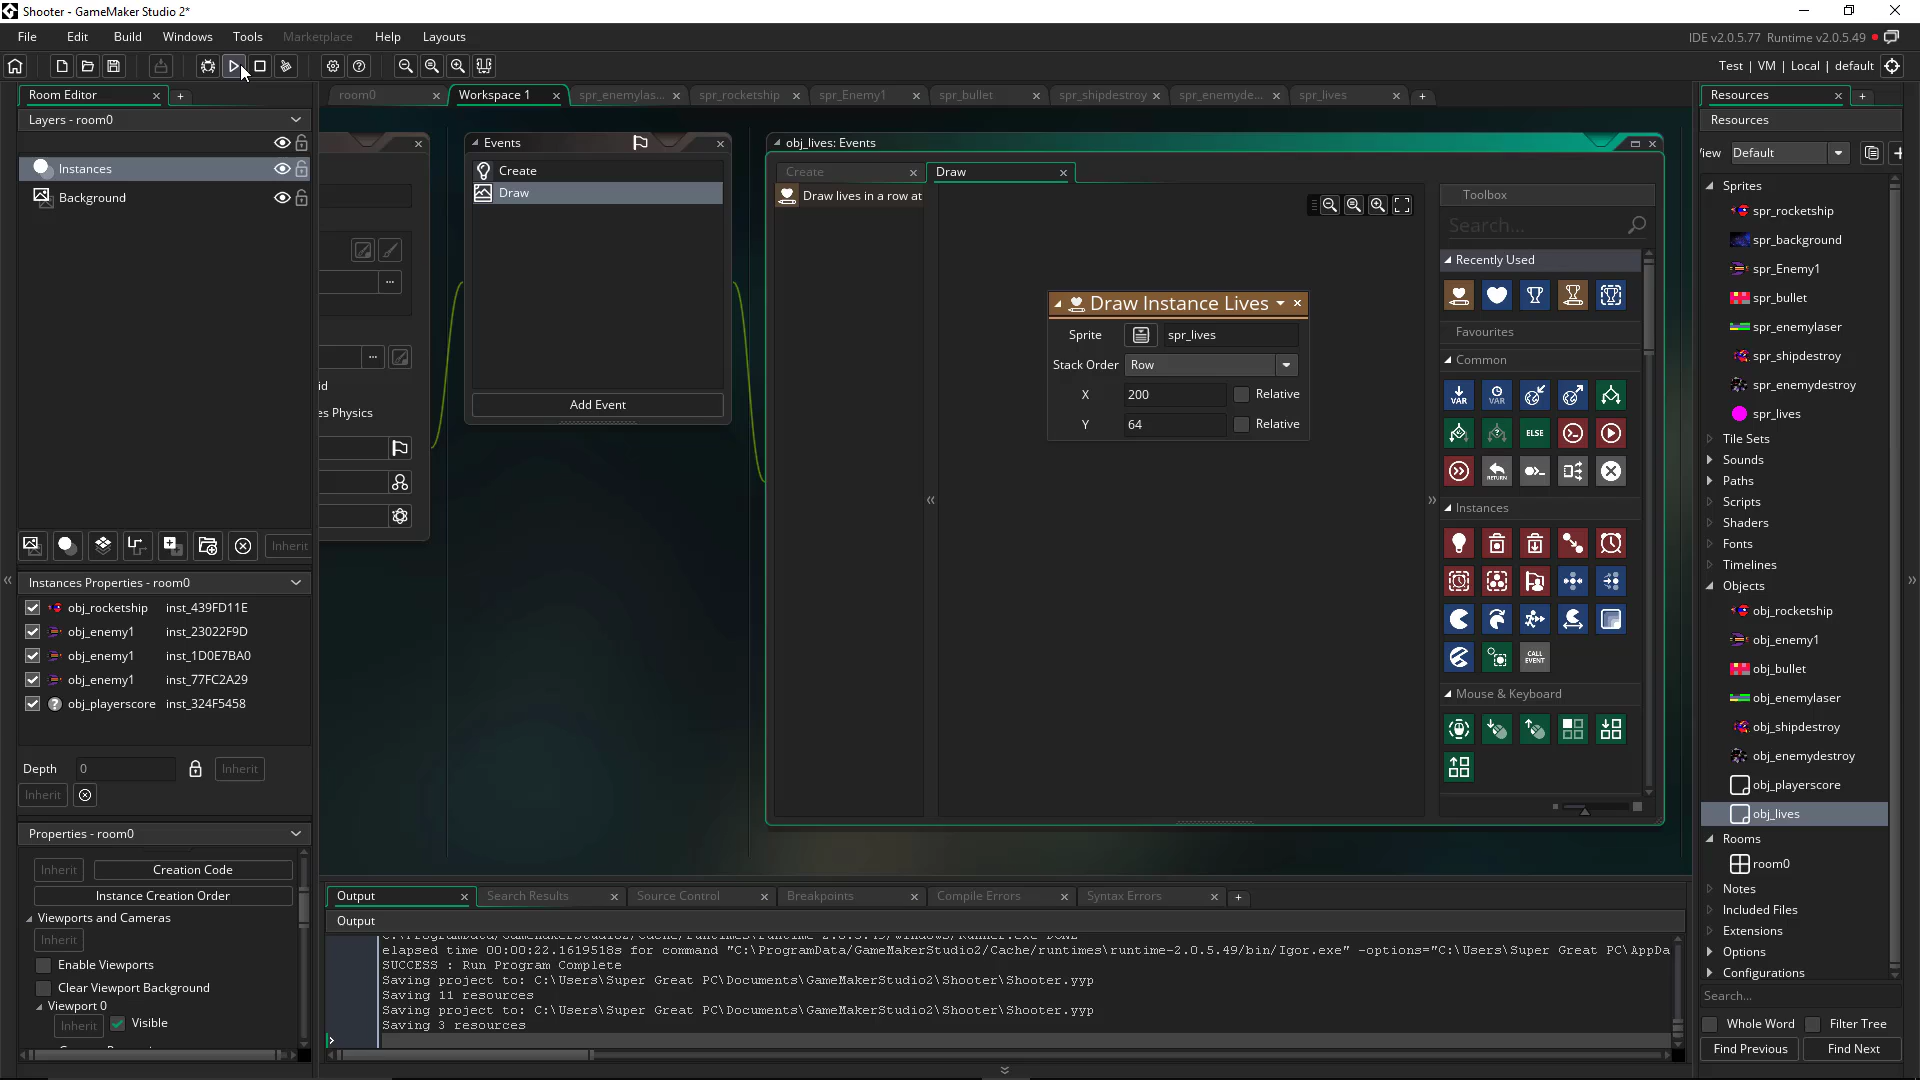 Shooter - GameMaker Studio 2*
File Edit Build Windows Tools Marketplace Help Layouts
IDE v2.0.5.77 Runtime v2.0.5.49
Test | VM | Local | default
Room Editor
Layers - room0
Instances
Background
Inherit
Instances Properties - room0
obj_rocketship inst_439FD11E
obj_enemy1 inst_23022F9D
obj_enemy1 inst_1D0E7BA0
obj_enemy1 inst_77FC2A29
obj_playerscore inst_324F5458
Depth 0 Inherit
Inherit
Properties - room0
Inherit Creation Code
Instance Creation Order
Viewports and Cameras
Inherit
Enable Viewports
Clear Viewport Background
Viewport 0
Inherit Visible
room0 Workspace 1 spr_enemylas... spr_rocketship spr_Enemy1 spr_bullet spr_shipdestroy spr_enemyde... spr_lives
id
es Physics
Events
Create
Draw
Add Event
obj_lives: Events
Create Draw
Draw lives in a row at
Draw Instance Lives
Sprite spr_lives
Stack Order Row
X 200 Relative
Y 64 Relative
Toolbox
Search...
Recently Used
Favourites
Common
VAR VAR
ELSE
RETURN
Instances
CALL EVENT
Mouse & Keyboard
Output Search Results Source Control Breakpoints Compile Errors Syntax Errors
Output
elapsed time 00:00:22.1619518s for command "C:\ProgramData/GameMakerStudio2/Cache/runtimes\runtime-2.0.5.49/bin/Igor.exe" -options="C:\Users\Super Great PC\AppDa
SUCCESS : Run Program Complete
Saving project to: C:\Users\Super Great PC\Documents\GameMakerStudio2\Shooter\Shooter.yyp
Saving 11 resources
Saving project to: C:\Users\Super Great PC\Documents\GameMakerStudio2\Shooter\Shooter.yyp
Saving 3 resources
Resources
Resources
View Default
Sprites
spr_rocketship
spr_background
spr_Enemy1
spr_bullet
spr_enemylaser
spr_shipdestroy
spr_enemydestroy
spr_lives
Tile Sets
Sounds
Paths
Scripts
Shaders
Fonts
Timelines
Objects
obj_rocketship
obj_enemy1
obj_bullet
obj_enemylaser
obj_shipdestroy
obj_enemydestroy
obj_playerscore
obj_lives
Rooms
room0
Notes
Included Files
Extensions
Options
Configurations
Search...
Whole Word Filter Tree
Find Previous Find Next